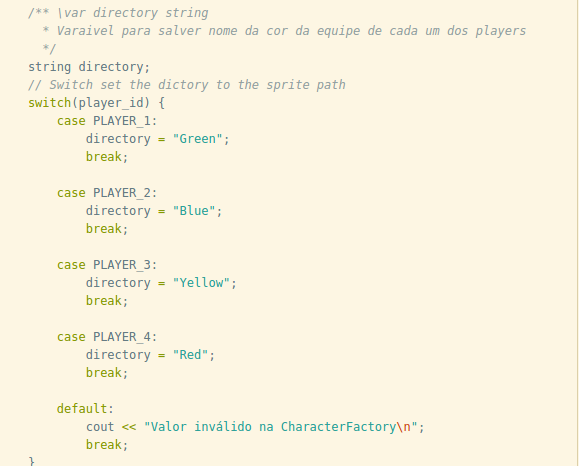 /** \var directory string
  * Varaivel para salver nome da cor da equipe de cada um dos players
  */
string directory;
// Switch set the dictory to the sprite path
switch(player_id) {
    case PLAYER_1:
        directory = "Green";
        break;

    case PLAYER_2:
        directory = "Blue";
        break;

    case PLAYER_3:
        directory = "Yellow";
        break;

    case PLAYER_4:
        directory = "Red";
        break;

    default:
        cout << "Valor inválido na CharacterFactory\n";
        break;
}